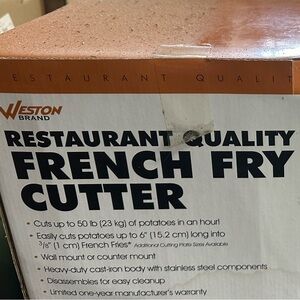 ESTAURANT QUALIT
WESTON
BRAND
RESTAURANT QUALITY
FRENCH FRY
CUTTER
• Cuts up to 50 lb (23 kg) of potatoes in an hour!
• Easily cuts potatoes up to 6" (15.2 cm) long into
3/8" (1 cm) French Fries* Additional Cutting Plate Sizes Available
• Wall mount or counter mount
• Heavy-duty cast-iron body with stainless steel components
• Disassembles for easy cleanup
• Limited one-year manufacturer's warranty